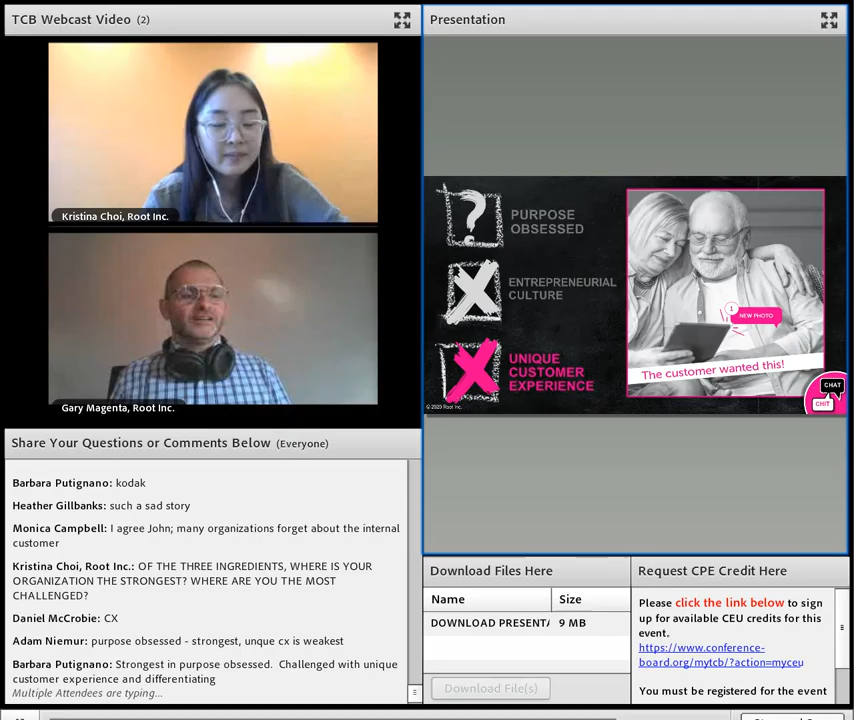 TCB Webcast Video (2)
Kristina Choi, Root Inc.
Gary Magenta, Root Inc.
Share Your Questions or Comments Below (Everyone)
Barbara Putignano: kodak
Heather Gillbanks: such a sad story
Monica Campbell: I agree John; many organizations forget about the internal
customer
Kristina Choi, Root Inc.: OF THE THREE INGREDIENTS, WHERE IS YOUR
ORGANIZATION THE STRONGEST? WHERE ARE YOU THE MOST
CHALLENGED?
Daniel McCrobie: CX
Adam Niemur: purpose obsessed - strongest, unque cx is weakest
Barbara Putignano: Strongest in purpose obsessed. Challenged with unique
customer experience and differentiating
Multiple Attendees are typing...
Presentation
?
PURPOSE
OBSESSED
X
ENTREPRENEURIAL
CULTURE
X
UNIQUE
CUSTOMER
EXPERIENCE
1
NEW PHOTO
The customer wanted this!
CHAT
CHIT
© 2020 Root Inc.
Download Files Here
Name Size
DOWNLOAD PRESENTA 9 MB
Download File(s)
Request CPE Credit Here
Please click the link below to sign
up for available CEU credits for this
event.
https://www.conference-
board.org/mytcb/?action=myceu
You must be registered for the event